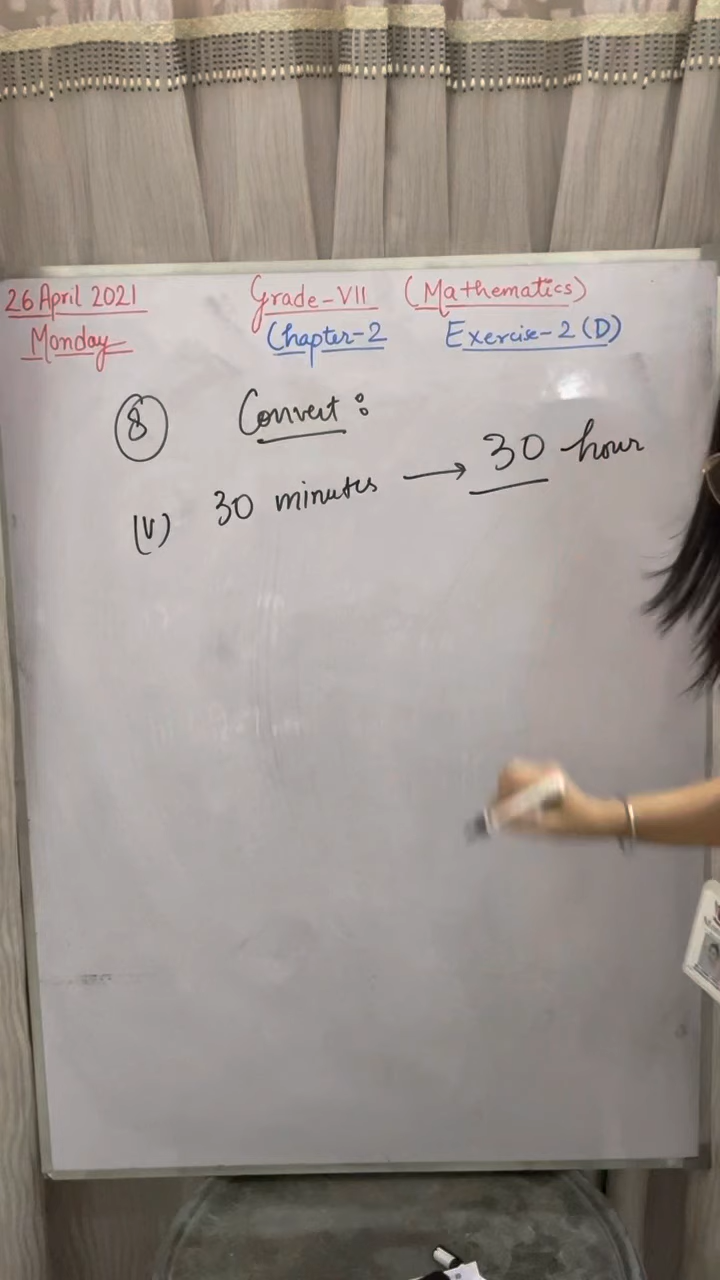 26 April 2021 Grade-VII (Mathematics)
Monday Chapter-2 Exercise-2(D)
8 Convert:
(V) 30 minutes → 30 hour